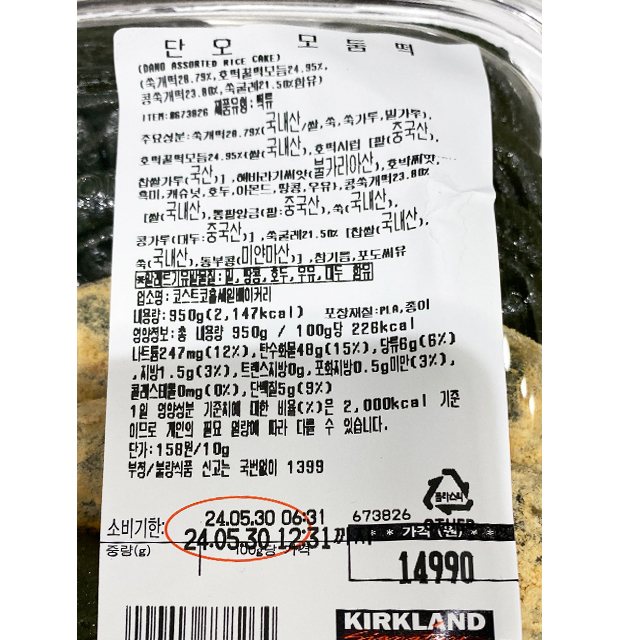 단 오 모 둠 떡
(DANO ASSORTED RICE CAKE)
(쑥개떡28.79%,호떡꿀떡모듬24.95%,
콩쑥개떡23.80%,쑥굴레21.50%함유)
ITEM:#673826 제품유형:떡류
주요성분:쑥개떡28.79%(국내산/쌀,쑥,쑥가루,밀가루),
호떡꿀떡모듬24.95%(쌀(국내산),호떡시럽 [팥(중국산),
찹쌀가루(국산)] ,해바라기씨앗(불가리아산),호박씨앗,
흑미,캐슈넛,호두,아몬드,땅콩,우유),콩쑥개떡23.80%
[쌀(국내산),통팥앙금(팥:중국산),쑥(국내산),
콩가루(대두:중국산)] ,쑥굴레21.50% [찹쌀(국내산),
쑥(국내산),동부콩(미얀마산)] ,참기름,포도씨유
※알레르기유발물질:밀,땅콩,호두,우유,대두 함유
업소명:코스트코홀세일베이커리
내용량:950g(2,147kcal) 포장재질:PLA,종이
영양정보:총 내용량 950g / 100g당 226kcal
나트륨247mg(12%),탄수화물48g(15%),당류6g(6%)
,지방1.5g(3%),트랜스지방0g,포화지방0.5g미만(3%),
콜레스테롤0mg(0%),단백질5g(9%)
1일 영양성분 기준치에 대한 비율(%)은 2,000kcal 기준
이므로 개인의 필요 열량에 따라 다를 수 있습니다.
단가:158원/10g
부정/불량식품 신고는 국번없이 1399
플라스틱
OTHER
24.05.30 06:31 673826
소비기한: 24.05.30 12:31까지
중량(g) 100g당 가격 * * 가격(원) * *
14990
KIRKLAND
Signature